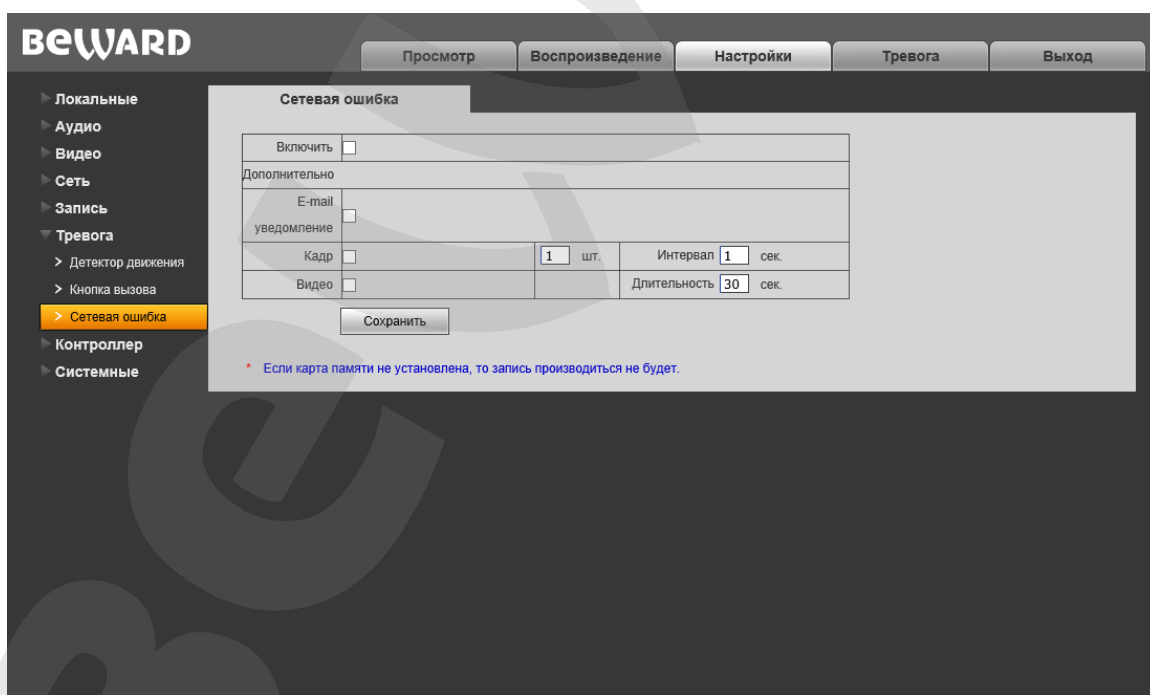 BEWARD
Просмотр Воспроизведение Настройки Тревога Выход
Локальные
Аудио
Видео
Сеть
Запись
Тревога
> Детектор движения
> Кнопка вызова
> Сетевая ошибка
Контроллер
Системные
Сетевая ошибка
Включить
Дополнительно
E-mail
уведомление
Кадр 1 шт. Интервал 1 сек.
Видео Длительность 30 сек.
Сохранить
* Если карта памяти не установлена, то запись производиться не будет.